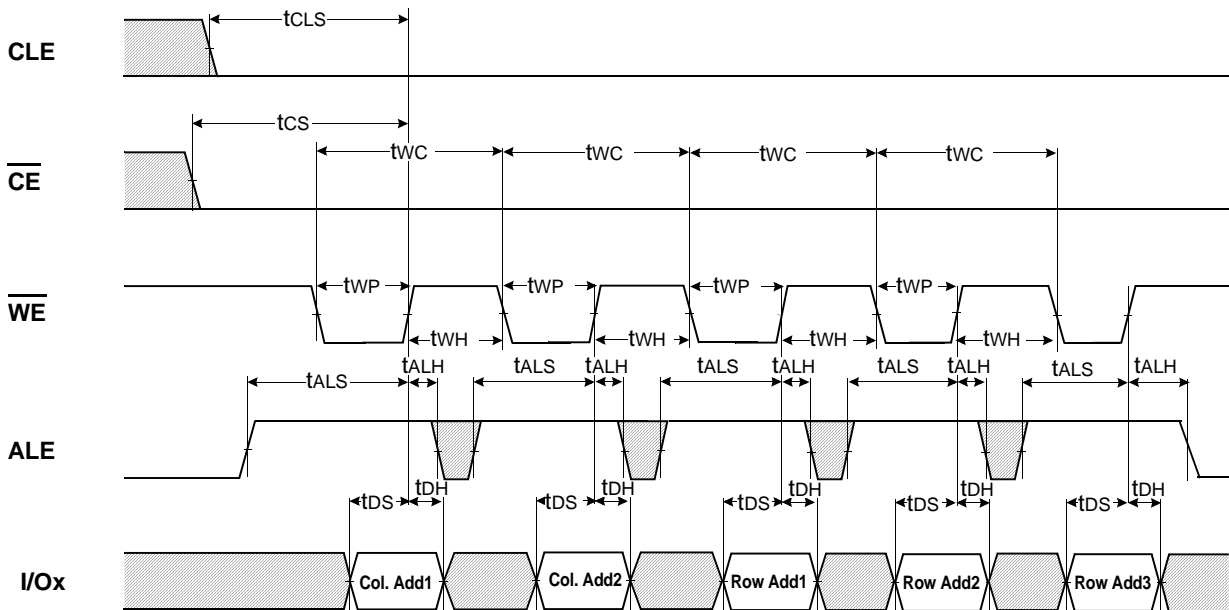 CLE
tCLS
tCS
CE
tWC tWC tWC tWC
WE
tWP tWP tWP tWP
tWH tWH tWH tWH
tALS tALH tALS tALH tALS tALH tALS tALH tALS tALH
ALE
tDS tDH tDS tDH tDS tDH tDS tDH tDS tDH
I/Ox
Col. Add1 Col. Add2 Row Add1 Row Add2 Row Add3